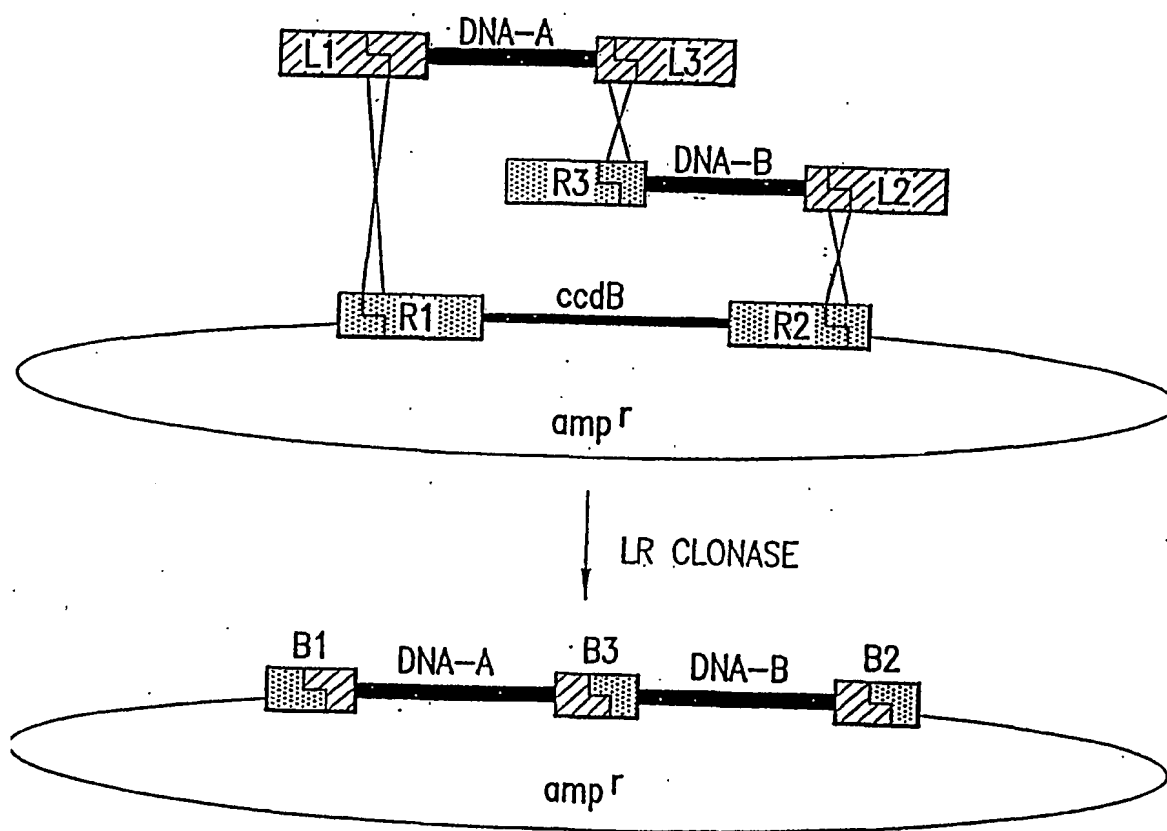 DNA-A
L1
L3
DNA-B
R3
L2
ccdB
R1
R2
amp r
LR CLONASE
B1
DNA-A
B3
DNA-B
B2
amp r